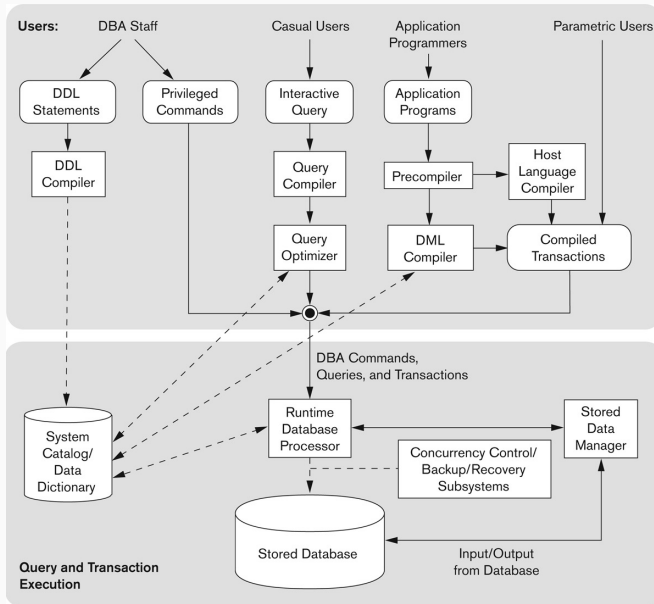 Users:
DBA Staff
Casual Users
Application
Programmers
Parametric Users
DDL
Statements
Privileged
Commands
Interactive
Query
Application
Programs
DDL
Compiler
Query
Compiler
Precompiler
Host
Language
Compiler
Query
Optimizer
DML
Compiler
Compiled
Transactions
DBA Commands,
Queries, and Transactions
System
Catalog/
Data
Dictionary
Runtime
Database
Processor
Stored
Data
Manager
Concurrency Control/
Backup/Recovery
Subsystems
Stored Database
Input/Output
from Database
Query and Transaction
Execution